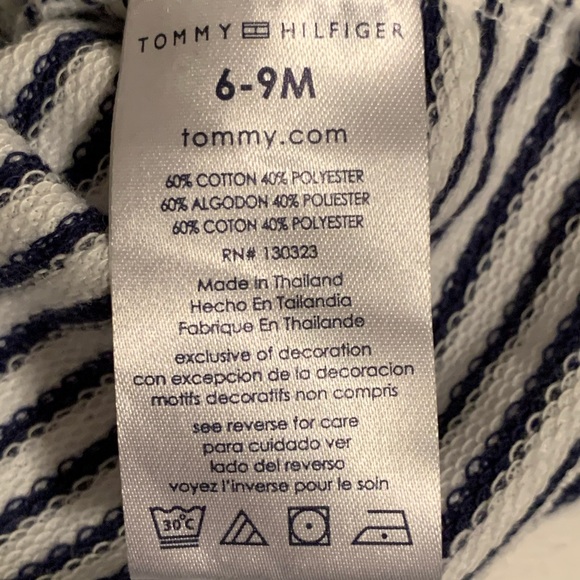 TOMMY HILFIGER
6-9M
tommy.com
60% COTTON 40% POLYESTER
60% ALGODON 40% POLIESTER
60% COTON 40% POLYESTER
RN# 130323
Made in Thailand
Hecho En Tailandia
Fabrique En Thailande
exclusive of decoration
con excepcion de la decoracion
motifs decoratifs non compris
see reverse for care
para cuidado ver
lado del reverso
voyez l'inverse pour le soin
30°C